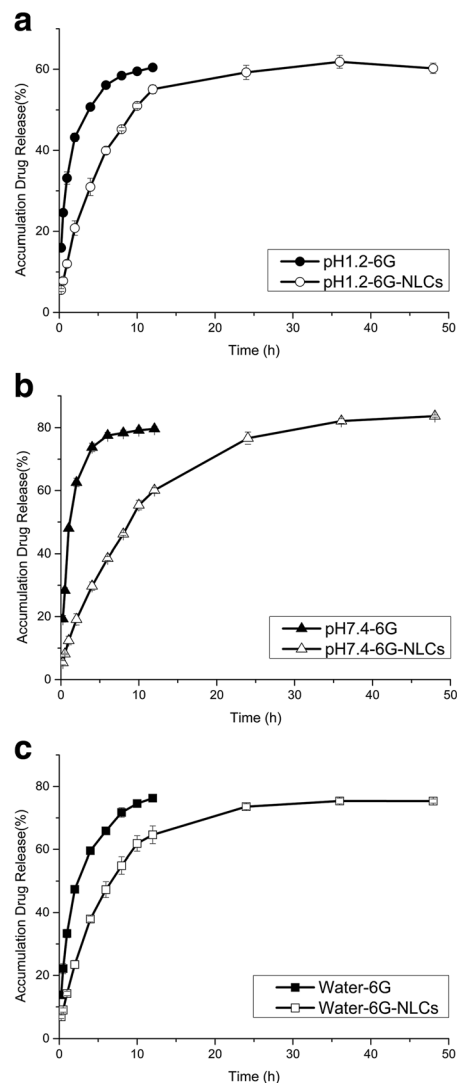 a
Accumulation Drug Release(%)
60
40
20
0
pH1.2-6G
pH1.2-6G-NLCs
0 10 20 30 40 50
Time (h)
b
Accumulation Drug Release(%)
80
60
40
20
0
pH7.4-6G
pH7.4-6G-NLCs
0 10 20 30 40 50
Time (h)
c
Accumulation Drug Release(%)
80
60
40
20
0
Water-6G
Water-6G-NLCs
0 10 20 30 40 50
Time (h)